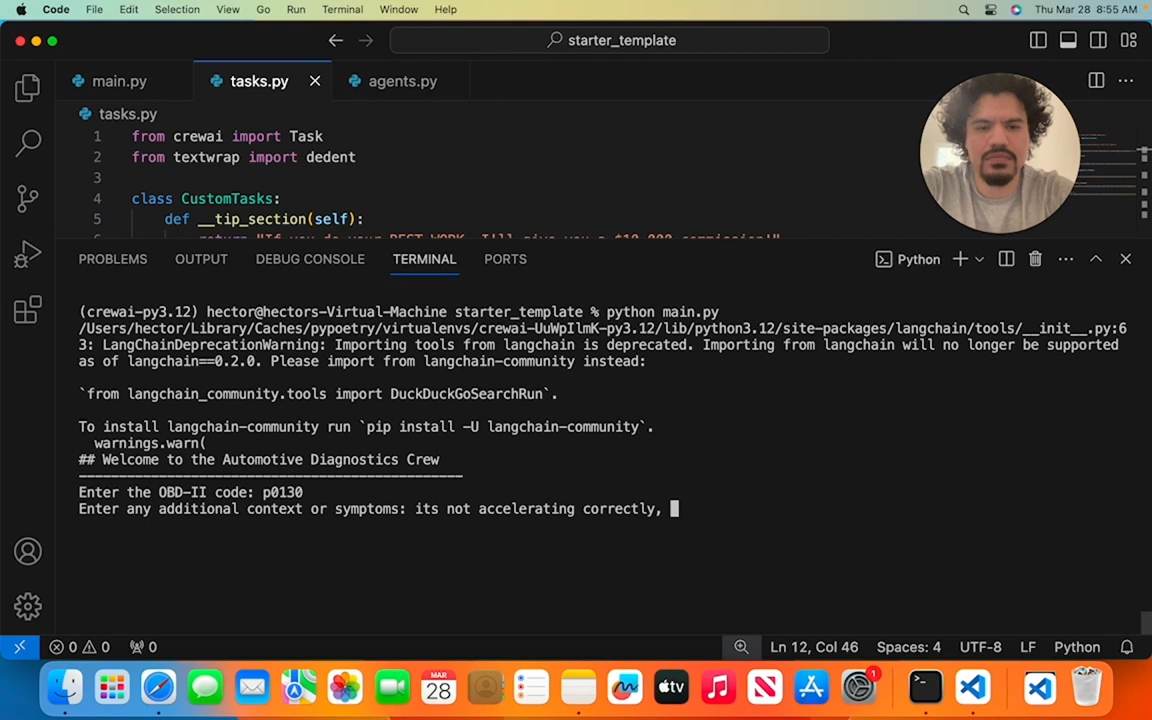 Code File Edit Selection View Go Run Terminal Window Help Thu Mar 28 8:55 AM
starter_template
main.py tasks.py agents.py
tasks.py
1 from crewai import Task
2 from textwrap import dedent
3
4 class CustomTasks:
5 def __tip_section(self):
PROBLEMS OUTPUT DEBUG CONSOLE TERMINAL PORTS Python
(crewai-py3.12) hector@hectors-Virtual-Machine starter_template % python main.py
/Users/hector/Library/Caches/pypoetry/virtualenvs/crewai-UuWpIlmK-py3.12/lib/python3.12/site-packages/langchain/tools/__init__.py:6
3: LangChainDeprecationWarning: Importing tools from langchain is deprecated. Importing from langchain will no longer be supported
as of langchain==0.2.0. Please import from langchain-community instead:
`from langchain_community.tools import DuckDuckGoSearchRun`.
To install langchain-community run `pip install -U langchain-community`.
warnings.warn(
## Welcome to the Automotive Diagnostics Crew
-----------------------------------------------
Enter the OBD-II code: p0130
Enter any additional context or symptoms: its not accelerating correctly,
0 0 0 Ln 12, Col 46 Spaces: 4 UTF-8 LF Python
MAR
28
tv
1